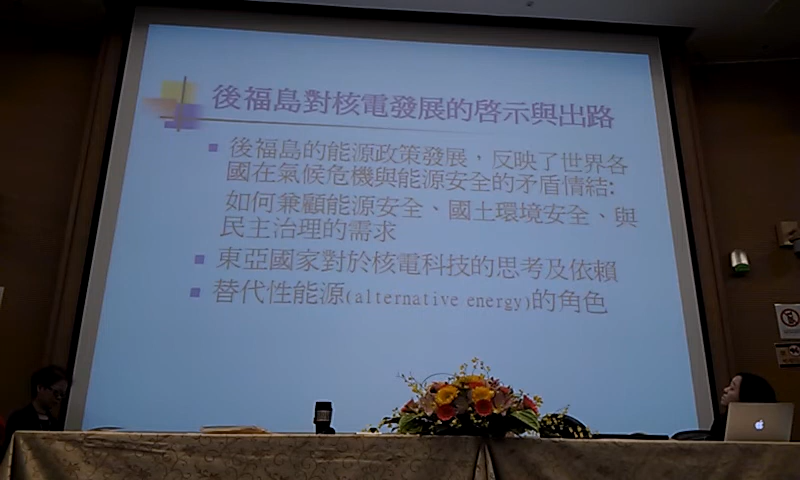 後福島對核電發展的啓示與出路
後福島的能源政策發展，反映了世界各
國在氣候危機與能源安全的矛盾情結:
如何兼顧能源安全、國土環境安全、與
民主治理的需求
東亞國家對於核電科技的思考及依賴
替代性能源(alternative energy)的角色